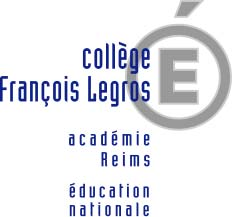 collège
François Legros
É
académie
Reims
éducation
nationale